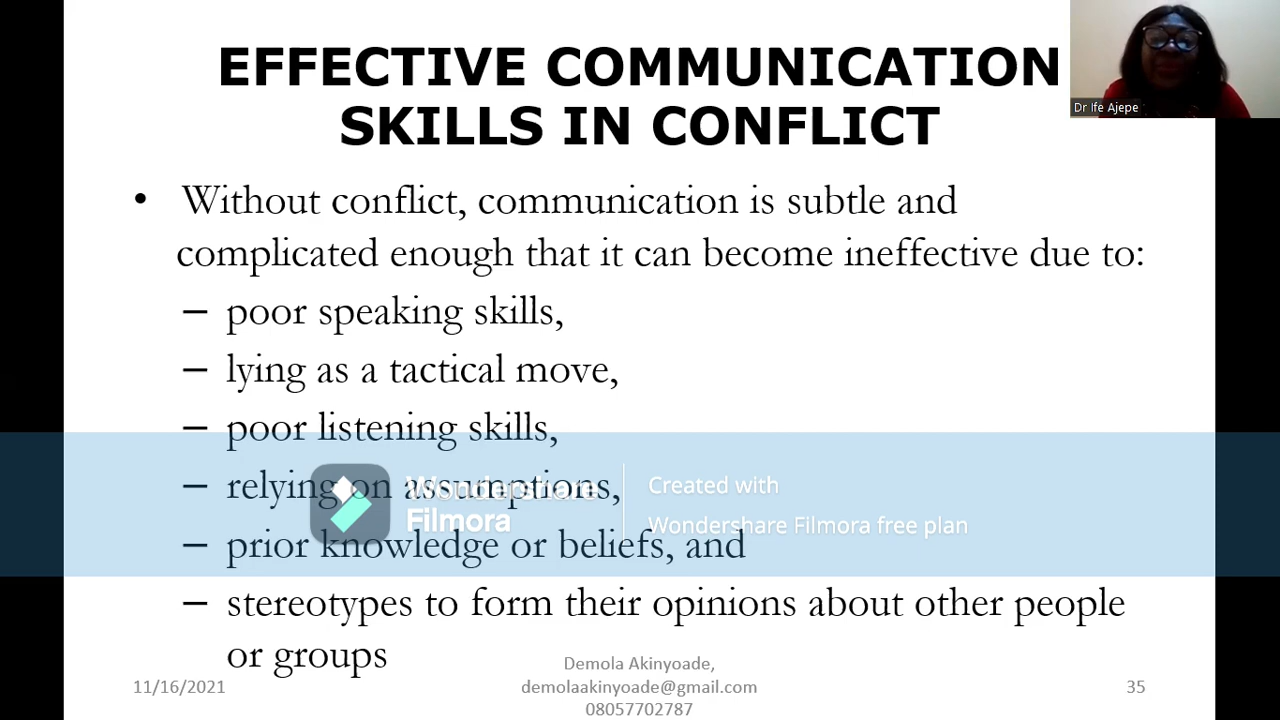 EFFECTIVE COMMUNICATION
SKILLS IN CONFLICT
Dr Ife Ajepe
• Without conflict, communication is subtle and
complicated enough that it can become ineffective due to:
– poor speaking skills,
– lying as a tactical move,
– poor listening skills,
– relying on assumptions,
– prior knowledge or beliefs, and
– stereotypes to form their opinions about other people
or groups
Wondershare
Filmora
Created with
Wondershare Filmora free plan
11/16/2021
Demola Akinyoade,
demolaakinyoade@gmail.com
08057702787
35